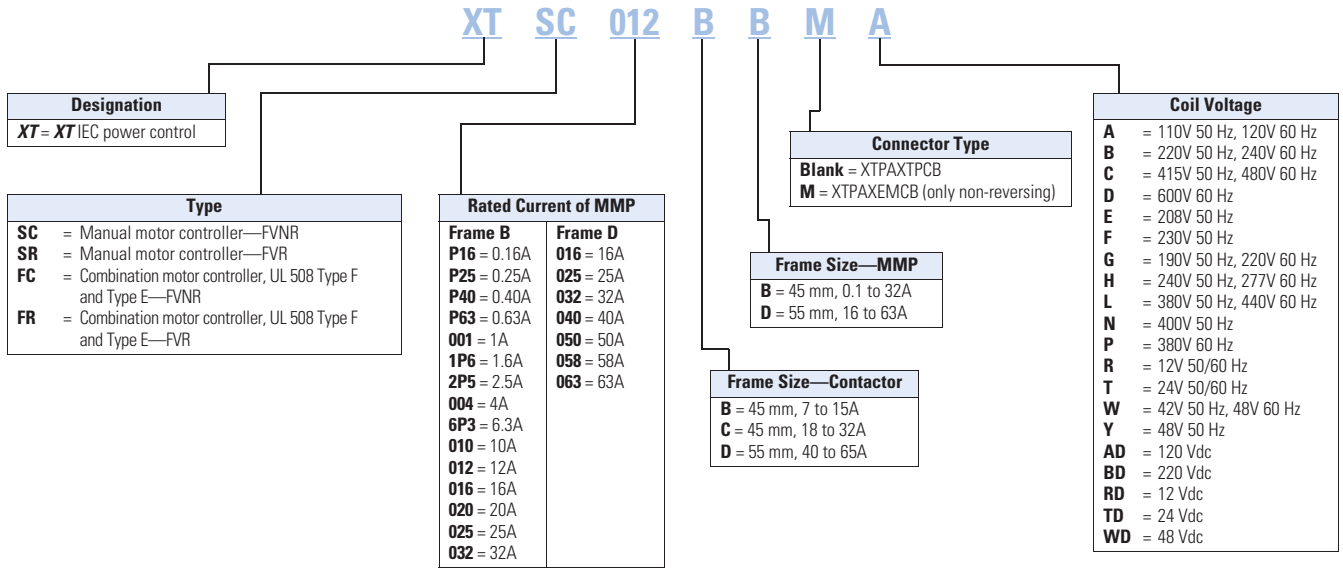 XT SC 012 B B M A
Designation
XT = XT IEC power control
Type
SC = Manual motor controller—FVNR
SR = Manual motor controller—FVR
FC = Combination motor controller, UL 508 Type F
and Type E—FVNR
FR = Combination motor controller, UL 508 Type F
and Type E—FVR
Rated Current of MMP
Frame B
P16 = 0.16A
P25 = 0.25A
P40 = 0.40A
P63 = 0.63A
001 = 1A
1P6 = 1.6A
2P5 = 2.5A
004 = 4A
6P3 = 6.3A
010 = 10A
012 = 12A
016 = 16A
020 = 20A
025 = 25A
032 = 32A
Frame D
016 = 16A
025 = 25A
032 = 32A
040 = 40A
050 = 50A
058 = 58A
063 = 63A
Frame Size—Contactor
B = 45 mm, 7 to 15A
C = 45 mm, 18 to 32A
D = 55 mm, 40 to 65A
Frame Size—MMP
B = 45 mm, 0.1 to 32A
D = 55 mm, 16 to 63A
Connector Type
Blank = XTPAXTPCB
M = XTPAXEMCB (only non-reversing)
Coil Voltage
A = 110V 50 Hz, 120V 60 Hz
B = 220V 50 Hz, 240V 60 Hz
C = 415V 50 Hz, 480V 60 Hz
D = 600V 60 Hz
E = 208V 50 Hz
F = 230V 50 Hz
G = 190V 50 Hz, 220V 60 Hz
H = 240V 50 Hz, 277V 60 Hz
L = 380V 50 Hz, 440V 60 Hz
N = 400V 50 Hz
P = 380V 60 Hz
R = 12V 50/60 Hz
T = 24V 50/60 Hz
W = 42V 50 Hz, 48V 60 Hz
Y = 48V 50 Hz
AD = 120 Vdc
BD = 220 Vdc
RD = 12 Vdc
TD = 24 Vdc
WD = 48 Vdc